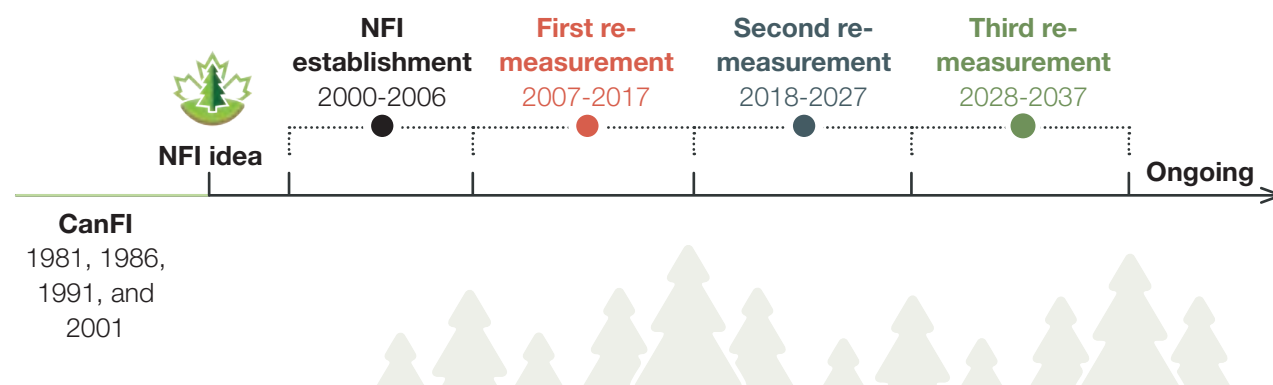 NFI
establishment
2000-2006
First re-
measurement
2007-2017
Second re-
measurement
2018-2027
Third re-
measurement
2028-2037
NFI idea
Ongoing
CanFI
1981, 1986,
1991, and
2001